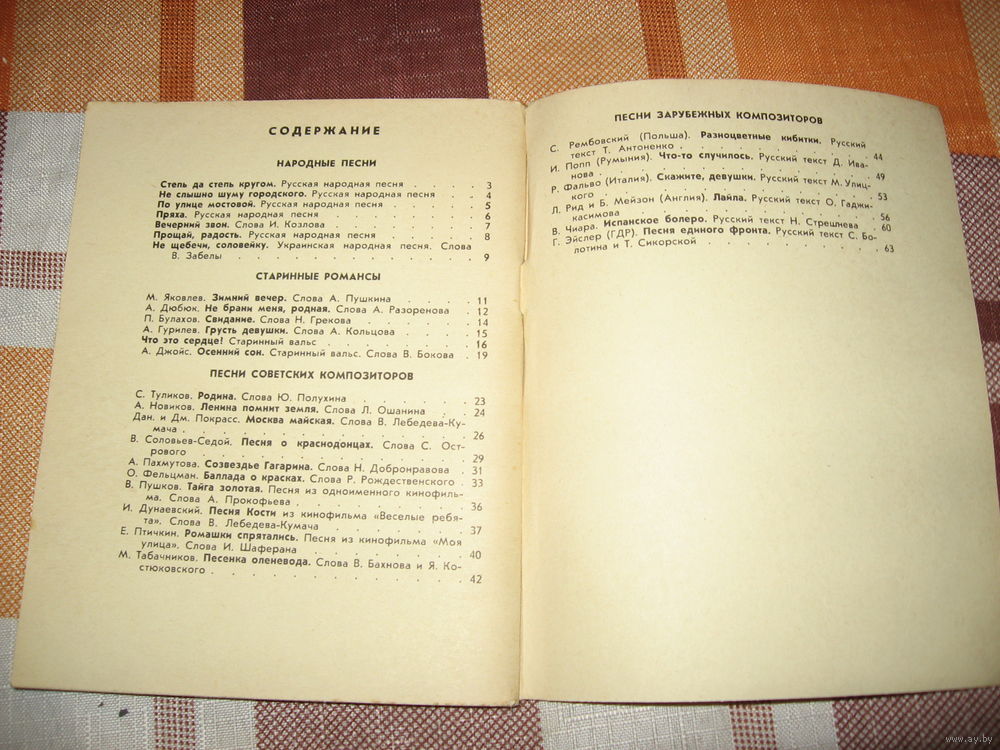 СОДЕРЖАНИЕ
НАРОДНЫЕ ПЕСНИ
Степь да степь кругом. Русская народная песня . . . . 3
Не слышно шуму городского. Русская народная песня . . 4
По улице мостовой. Русская народная песня . . . . . 5
Пряха. Русская народная песня . . . . . . . . 6
Вечерний звон. Слова И. Козлова . . . . . . . 7
Прощай, радость. Русская народная песня . . . . . 8
Не щебечи, соловейку. Украинская народная песня. Слова
В. Забелы . . . . . . . . . . . . . 9
СТАРИННЫЕ РОМАНСЫ
М. Яковлев. Зимний вечер. Слова А. Пушкина . . . . 11
А. Дюбюк. Не брани меня, родная. Слова А. Разоренова . 12
П. Булахов. Свидание. Слова Н. Грекова . . . . . . 14
А. Гурилев. Грусть девушки. Слова А. Кольцова . . . . 15
Что это сердце! Старинный вальс . . . . . . . . 16
А. Джойс. Осенний сон. Старинный вальс. Слова В. Бокова . 19
ПЕСНИ СОВЕТСКИХ КОМПОЗИТОРОВ
С. Туликов. Родина. Слова Ю. Полухина . . . . . . 23
А. Новиков. Ленина помнит земля. Слова Л. Ошанина . . 24
Дан. и Дм. Покрасс. Москва майская. Слова В. Лебедева-Ку-
мача . . . . . . . . . . . . . . 26
В. Соловьев-Седой. Песня о краснодонцах. Слова С. Ост-
рового . . . . . . . . . . . . . 29
А. Пахмутова. Созвездье Гагарина. Слова Н. Добронравова . 31
О. Фельцман. Баллада о красках. Слова Р. Рождественского . 33
В. Пушков. Тайга золотая. Песня из одноименного кинофиль-
ма. Слова А. Прокофьева . . . . . . . . . 36
И. Дунаевский. Песня Кости из кинофильма «Веселые ребя-
та». Слова В. Лебедева-Кумача . . . . . . . 37
Е. Птичкин. Ромашки спрятались. Песня из кинофильма «Моя
улица». Слова И. Шаферана . . . . . . . . 40
М. Табачников. Песенка оленевода. Слова В. Бахнова и Я. Ко-
стюковского . . . . . . . . . . . . 42
ПЕСНИ ЗАРУБЕЖНЫХ КОМПОЗИТОРОВ
С. Рембовский (Польша). Разноцветные кибитки. Русский
текст Т. Антоненко . . . . . . . . . . 44
И. Попп (Румыния). Что-то случилось. Русский текст Д. Ива-
нова . . . . . . . . . . . . . . 49
Р. Фальво (Италия). Скажите, девушки. Русский текст М. Улиц-
кого . . . . . . . . . . . . . . 53
Л. Рид и Б. Мейзон (Англия). Лайла. Русский текст О. Гаджи-
касимова . . . . . . . . . . . . . 56
В. Чиара. Испанское болеро. Русский текст Н. Стрешнева . 60
Г. Эйслер (ГДР). Песня единого фронта. Русский текст С. Бо-
лотина и Т. Сикорской . . . . . . . . . 63
www.ay.by